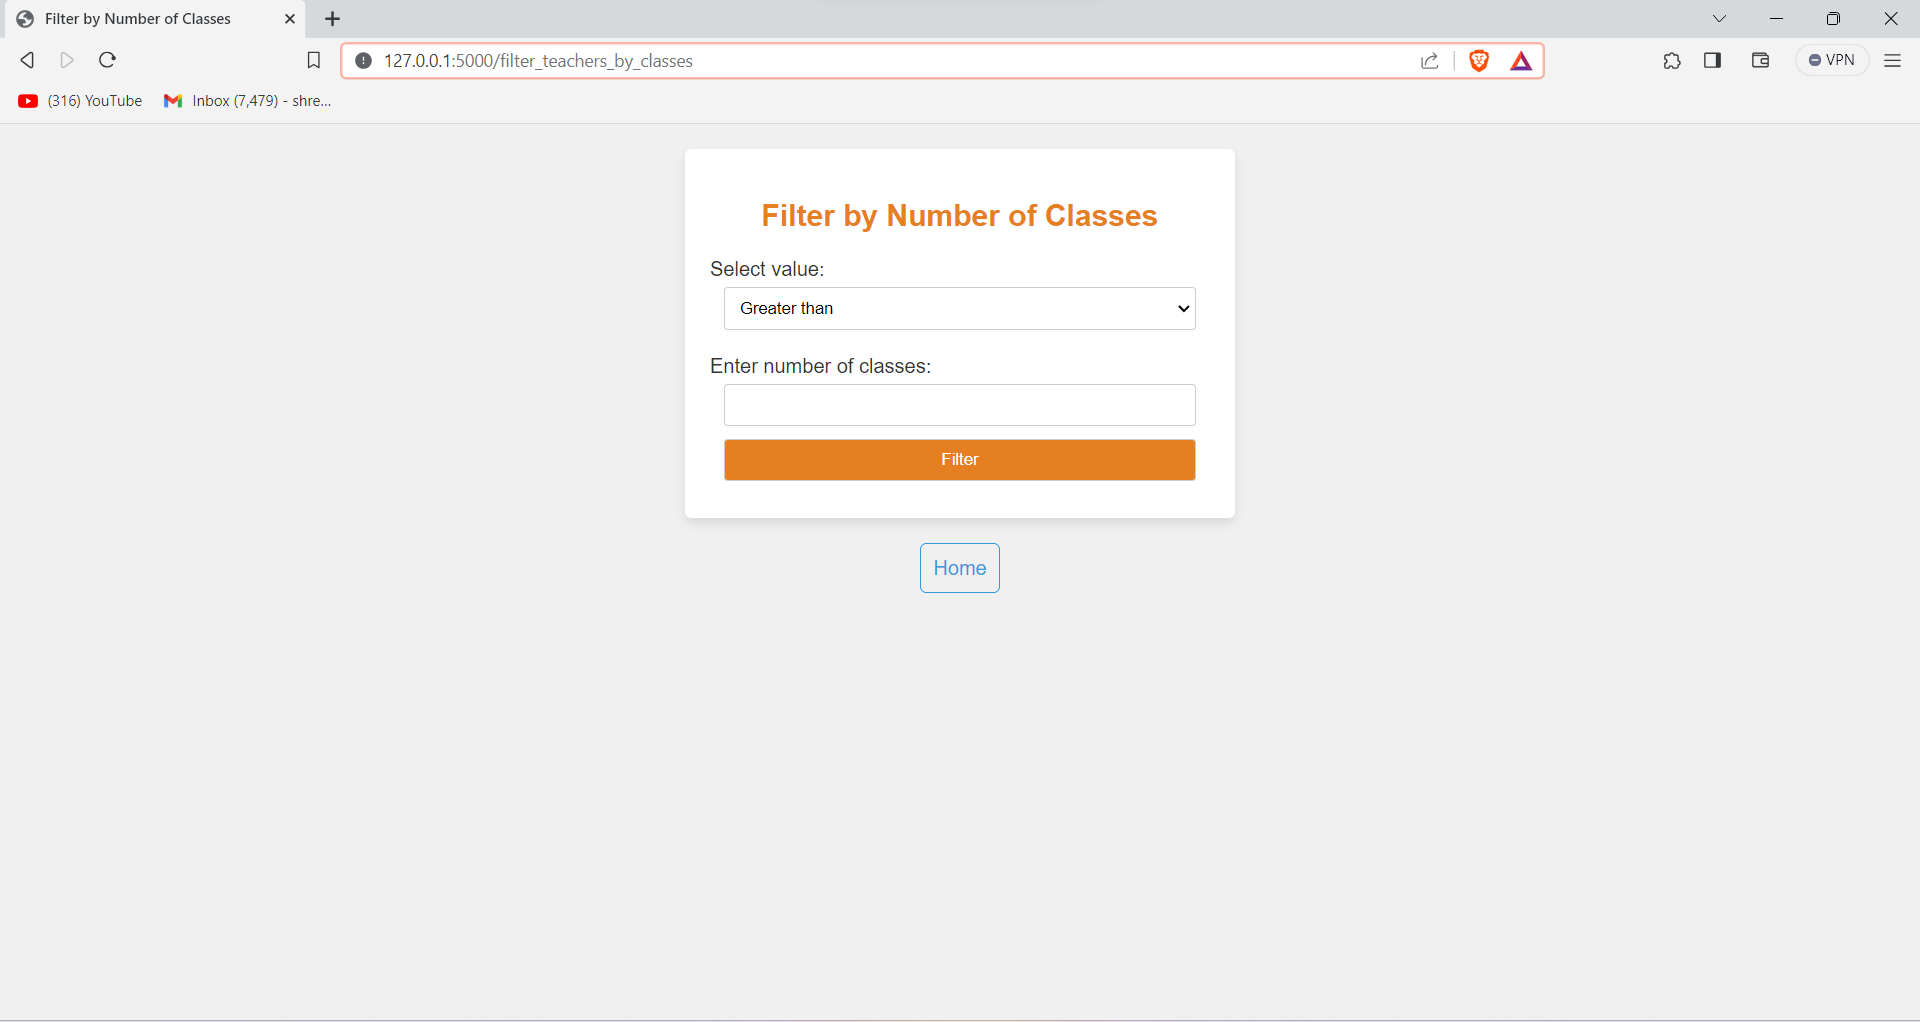 Filter by Number of Classes
127.0.0.1:5000/filter_teachers_by_classes
VPN
(316) YouTube
Inbox (7,479) - shre...
Filter by Number of Classes
Select value:
Greater than
Enter number of classes:
Filter
Home